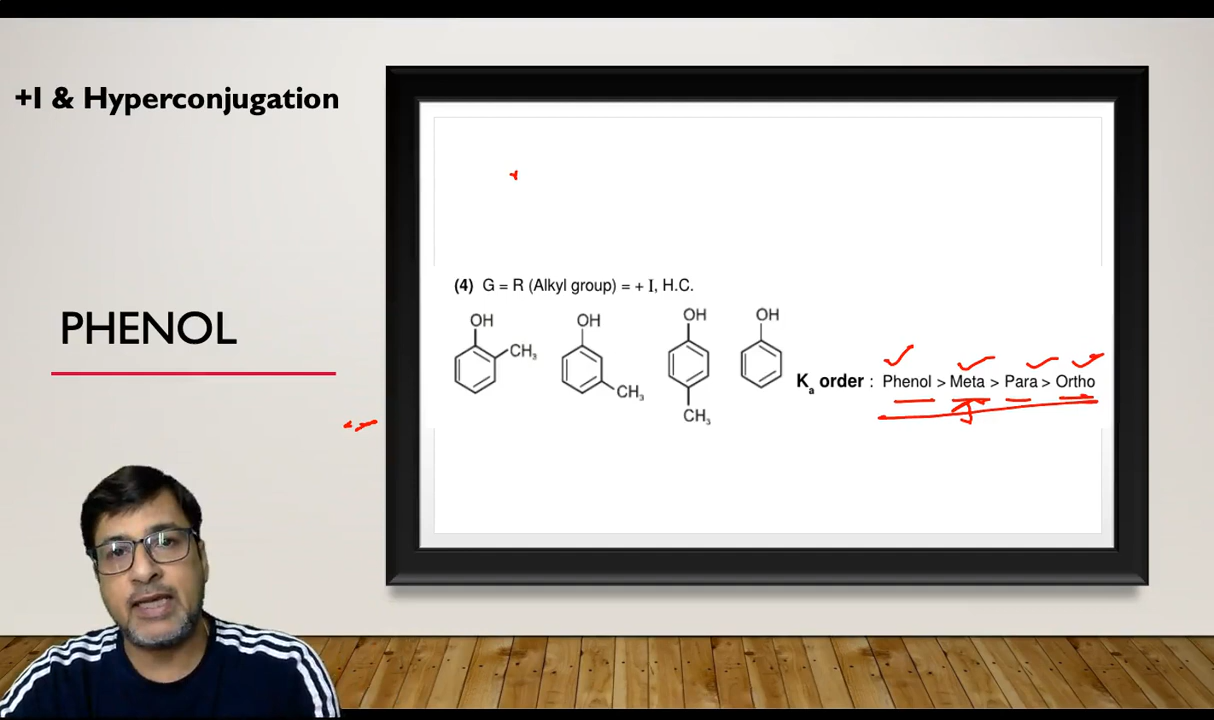 +I & Hyperconjugation
PHENOL
(4) G = R (Alkyl group) = + I, H.C.
OH
CH₃
OH
CH₃
OH
CH₃
OH
Kₐ order : Phenol > Meta > Para > Ortho